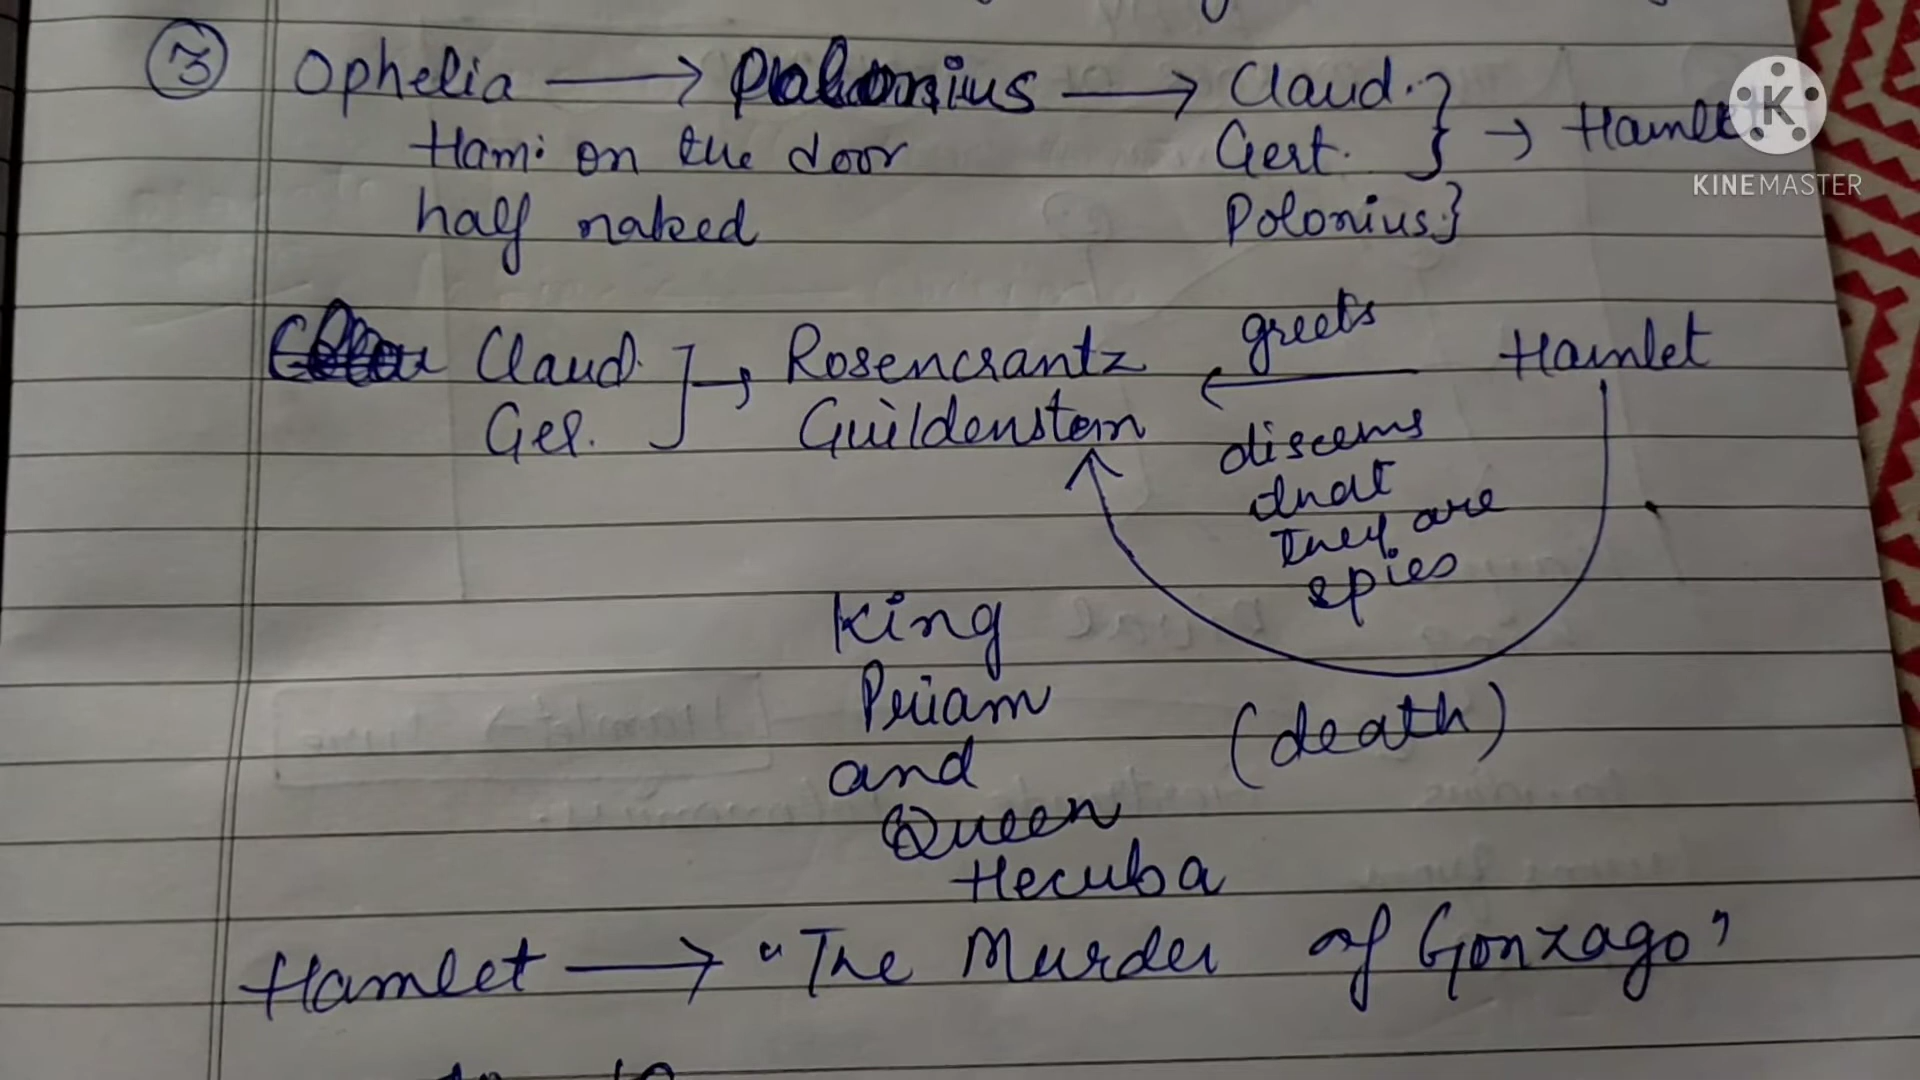 3 Ophelia → Polonius → Claud. } → Hamlet
Ham: on the door Gert.
half naked Polonius }
Claud. ] → Rosencrantz ← greets Hamlet
Ger. Guildenstern
discerns
that
they are
spies
King
Priam
and
Queen
Hecuba
(death)
Hamlet → "The Murder of Gonzago"
K
KINEMASTER